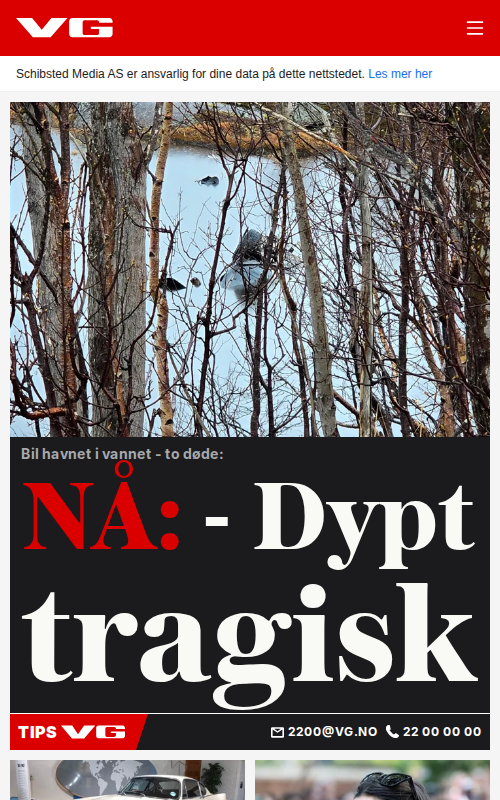 VG
Schibsted Media AS er ansvarlig for dine data på dette nettstedet. Les mer her
Bil havnet i vannet - to døde:
NÅ: - Dypt
tragisk
TIPS VG 2200@VG.NO 22 00 00 00